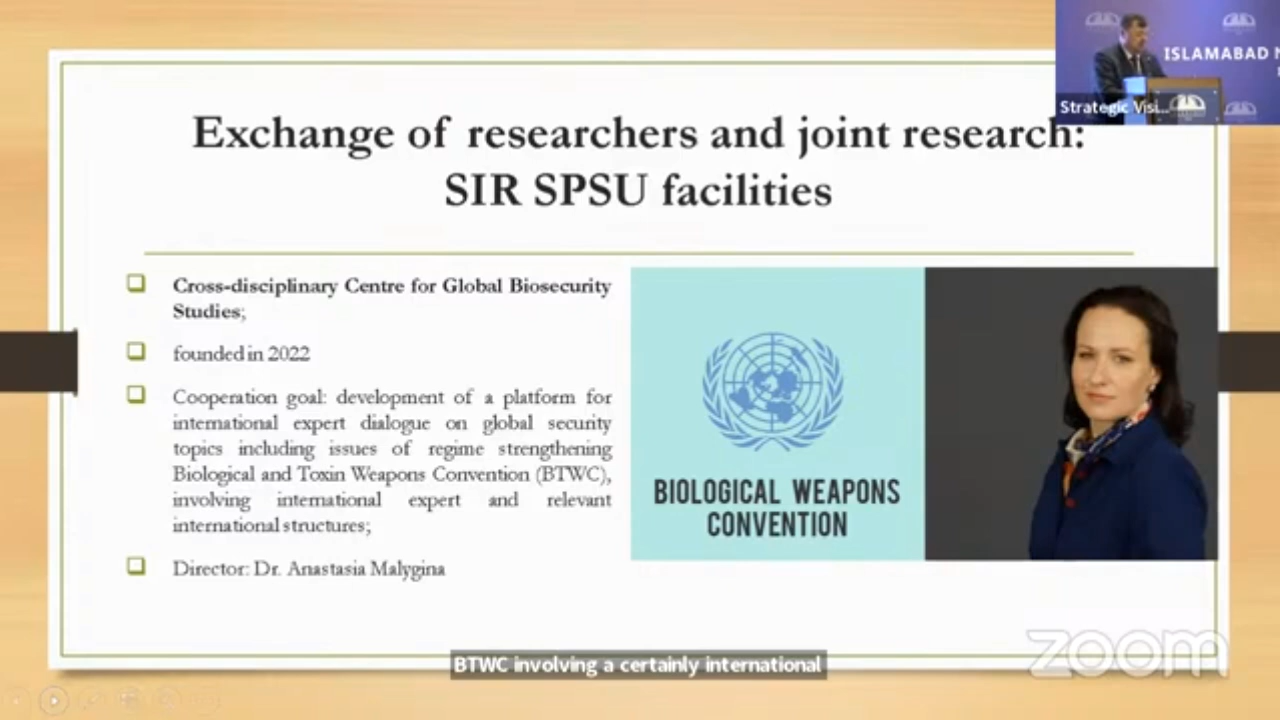 ISLAMABAD N
Strategic Visi...
Exchange of researchers and joint research:
SIR SPSU facilities
Cross-disciplinary Centre for Global Biosecurity
Studies;
founded in 2022
Cooperation goal: development of a platform for
international expert dialogue on global security
topics including issues of regime strengthening
Biological and Toxin Weapons Convention (BTWC),
involving international expert and relevant
international structures;
Director: Dr. Anastasia Malygina
BIOLOGICAL WEAPONS
CONVENTION
zoom
BTWC involving a certainly international